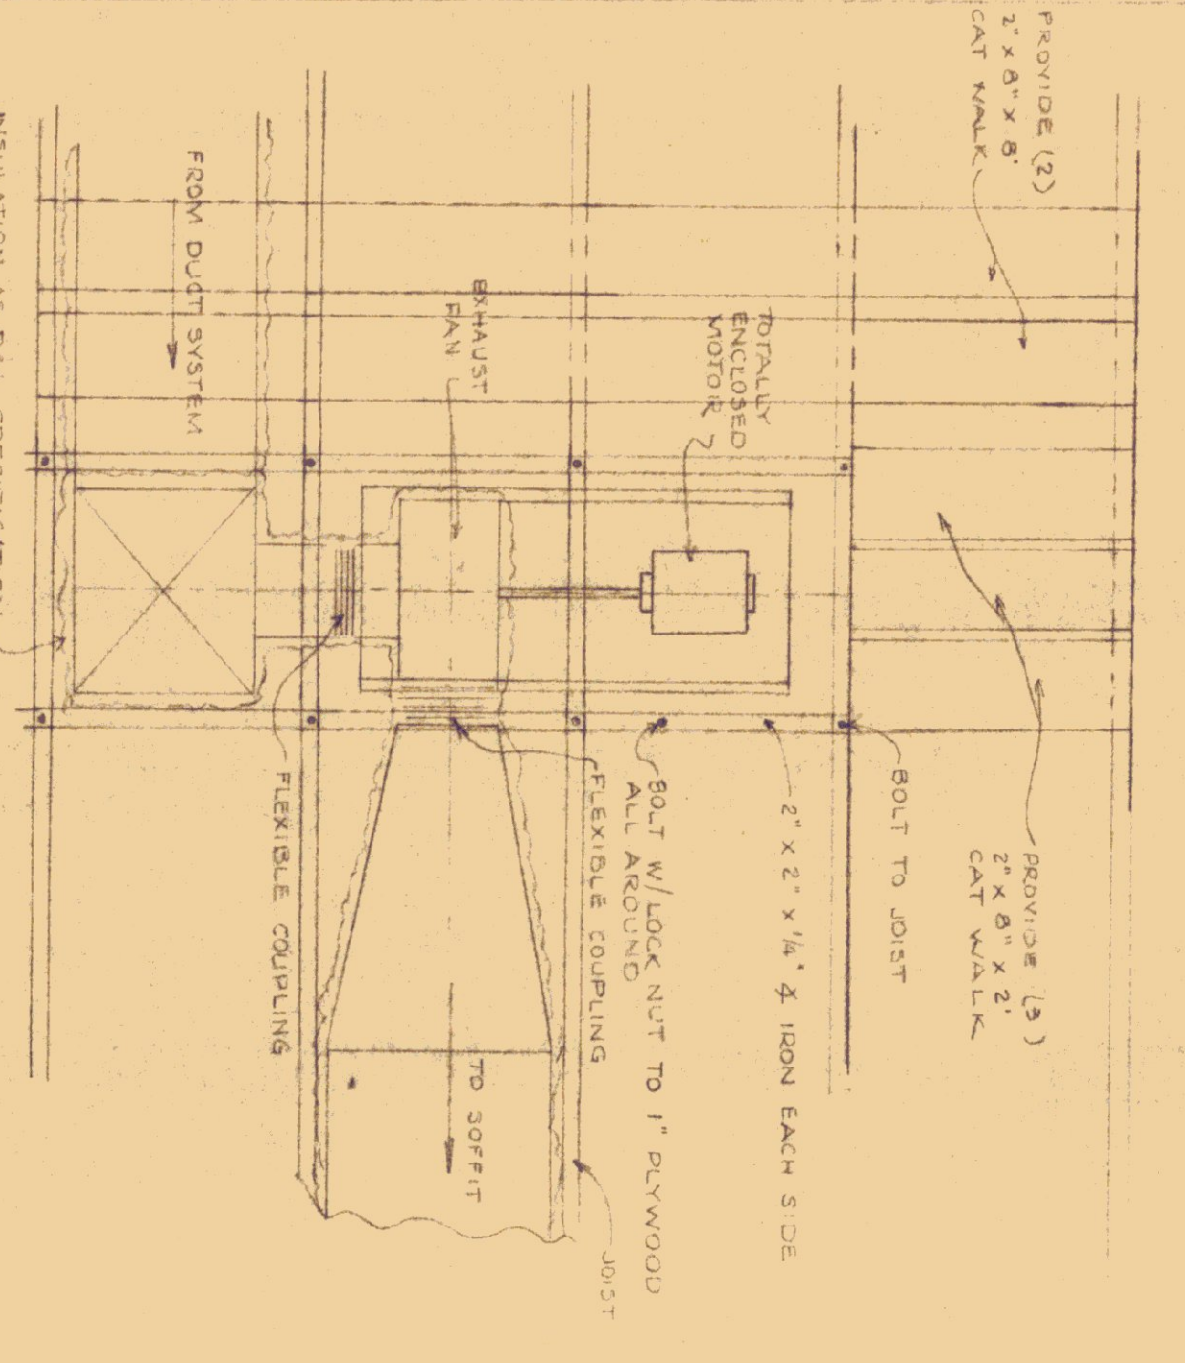 PROVIDE (2)
2" x 8" x 8'
CAT WALK
PROVIDE (3)
2" x 8" x 2'
CAT WALK
BOLT TO JOIST
2" x 2" x 1/4" ∡ IRON EACH SIDE
TOTALLY
ENCLOSED
MOTOR
BOLT W/LOCK NUT TO 1" PLYWOOD
ALL AROUND
FLEXIBLE COUPLING
JOIST
EXHAUST
FAN
TO SOFFIT
FLEXIBLE COUPLING
FROM DUCT SYSTEM